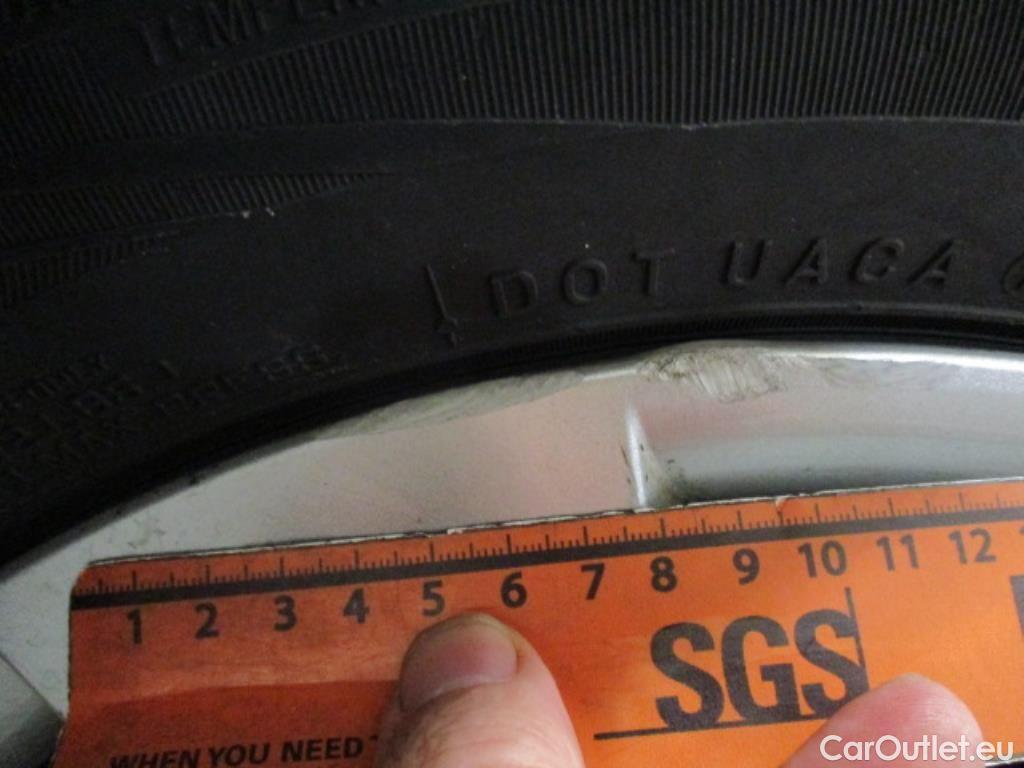 TEMPER
DOT UACA
1 2 3 4 5 6 7 8 9 10 11 12
SGS
WHEN YOU NEED
CarOutlet.eu